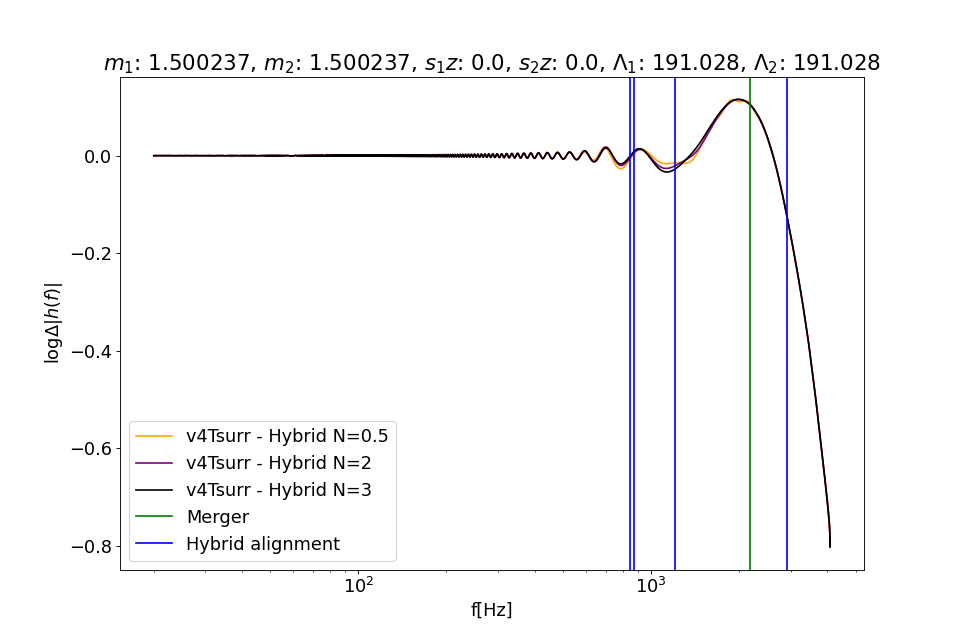 m₁: 1.500237, m₂: 1.500237, s₁z: 0.0, s₂z: 0.0, Λ₁: 191.028, Λ₂: 191.028
logΔ|h(f)|
0.0
−0.2
−0.4
−0.6
−0.8
v4Tsurr - Hybrid N=0.5
v4Tsurr - Hybrid N=2
v4Tsurr - Hybrid N=3
Merger
Hybrid alignment
10² 10³
f[Hz]